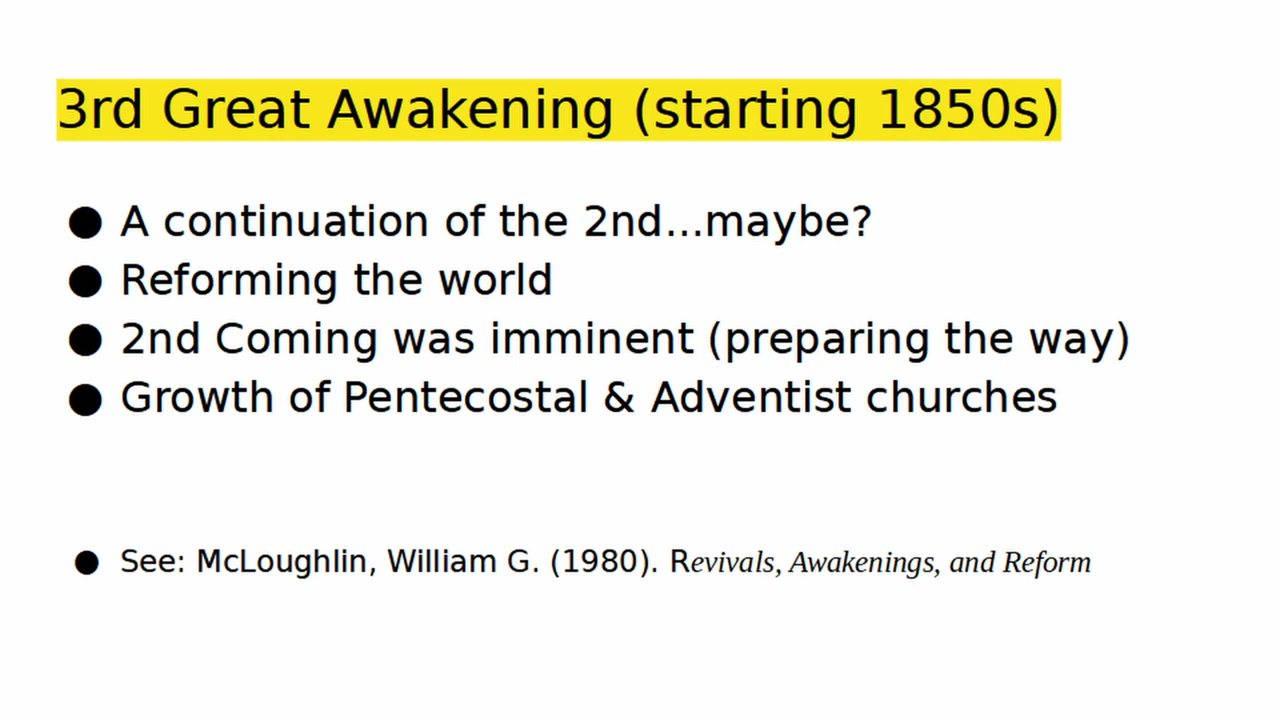 3rd Great Awakening (starting 1850s)
● A continuation of the 2nd...maybe?
● Reforming the world
● 2nd Coming was imminent (preparing the way)
● Growth of Pentecostal & Adventist churches
● See: McLoughlin, William G. (1980). Revivals, Awakenings, and Reform